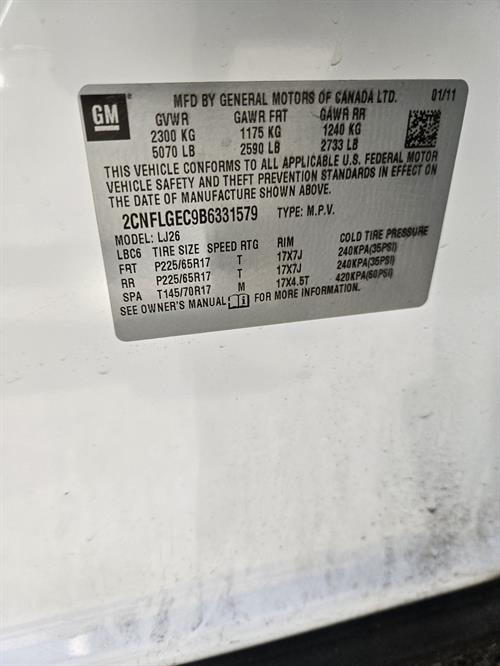 GM
MFD BY GENERAL MOTORS OF CANADA LTD. 01/11
GVWR GAWR FRT GAWR RR
2300 KG 1175 KG 1240 KG
5070 LB 2590 LB 2733 LB
THIS VEHICLE CONFORMS TO ALL APPLICABLE U.S. FEDERAL MOTOR
VEHICLE SAFETY AND THEFT PREVENTION STANDARDS IN EFFECT ON
THE DATE OF MANUFACTURE SHOWN ABOVE.
2CNFLGEC9B6331579 TYPE: M.P.V.
MODEL: LJ26
LBC6 TIRE SIZE SPEED RTG RIM COLD TIRE PRESSURE
FRT P225/65R17 T 17X7J 240KPA(35PSI)
RR P225/65R17 T 17X7J 240KPA(35PSI)
SPA T145/70R17 M 17X4.5T 420KPA(60PSI)
SEE OWNER'S MANUAL FOR MORE INFORMATION.